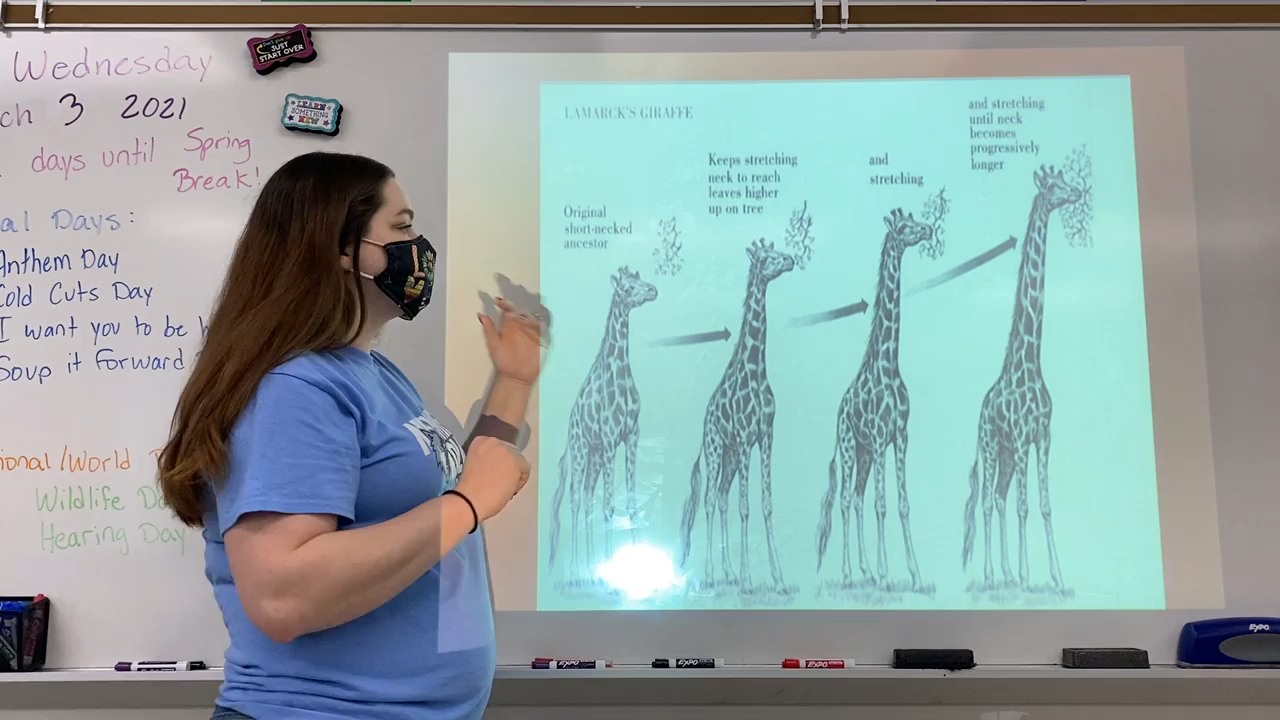 Wednesday
ch 3 2021
days until Spring
Break!
al Days:
Anthem Day
Cold Cuts Day
I want you to be h
Soup it Forward
ional/World
Wildlife Da
Hearing Day
JUST
START OVER
LEARN
SOMETHING
NEW
LAMARCK'S GIRAFFE
Original
short-necked
ancestor
Keeps stretching
neck to reach
leaves higher
up on tree
and
stretching
and stretching
until neck
becomes
progressively
longer
EXPO
EXPO
EXPO
EXPO